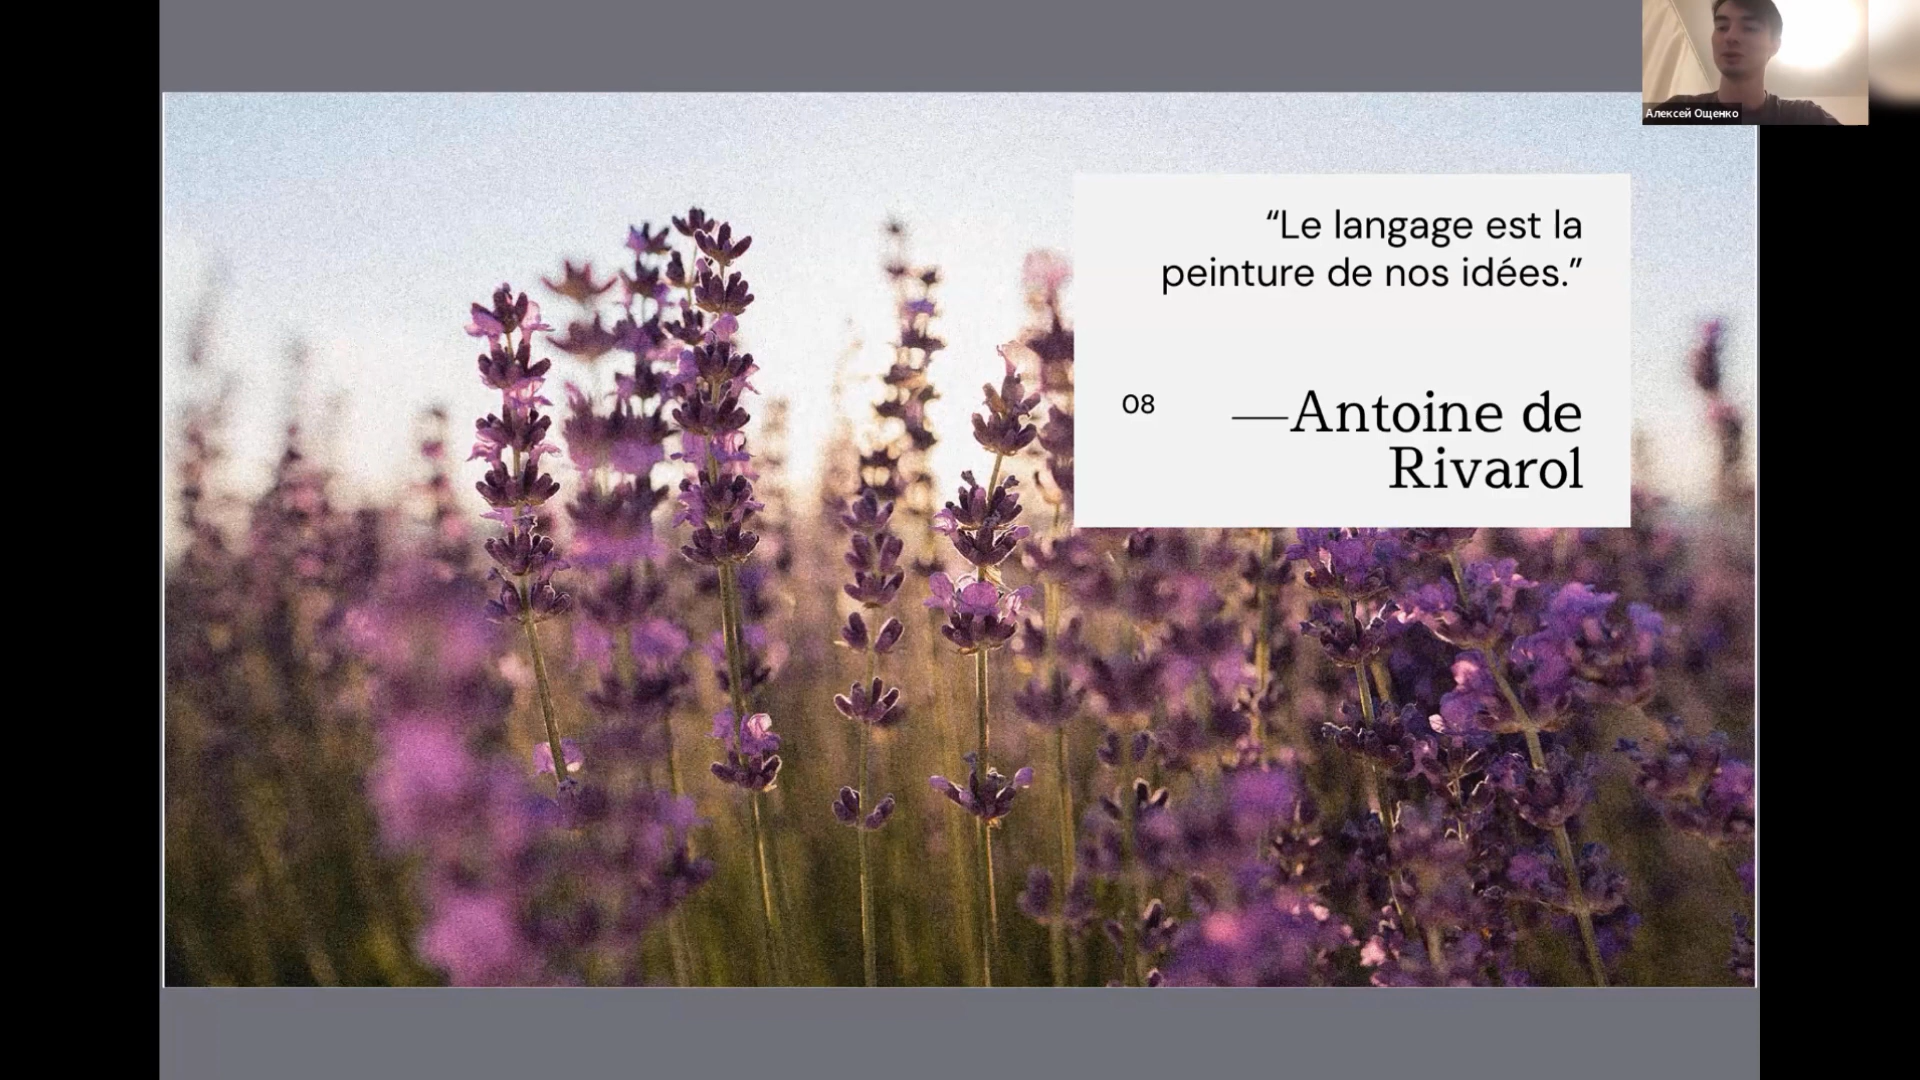 Алексей Ощенко
“Le langage est la
peinture de nos idées.”
08
—Antoine de
Rivarol